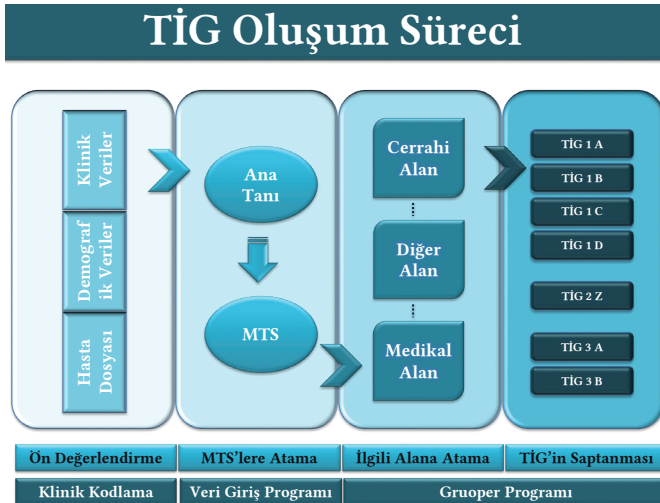 TİG Oluşum Süreci
Klinik
Veriler
Demograf
ik Veriler
Hasta
Dosyası
Ana
Tanı
MTS
Cerrahi
Alan
Diğer
Alan
Medikal
Alan
TİG 1 A
TİG 1 B
TİG 1 C
TİG 1 D
TİG 2 Z
TİG 3 A
TİG 3 B
Ön Değerlendirme
MTS'lere Atama
İlgili Alana Atama
TİG'in Saptanması
Klinik Kodlama
Veri Giriş Programı
Gruoper Programı